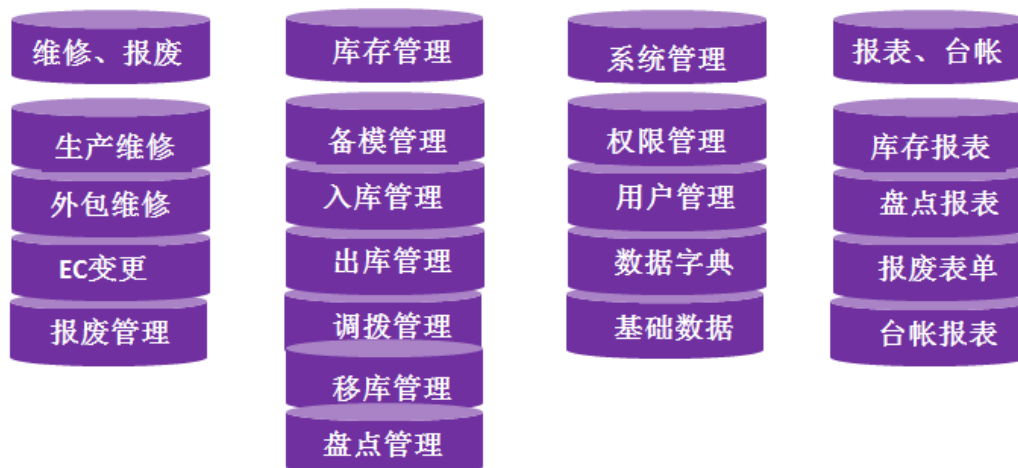 维修、报废
生产维修
外包维修
EC变更
报废管理
库存管理
备模管理
入库管理
出库管理
调拨管理
移库管理
盘点管理
系统管理
权限管理
用户管理
数据字典
基础数据
报表、台帐
库存报表
盘点报表
报废表单
台帐报表